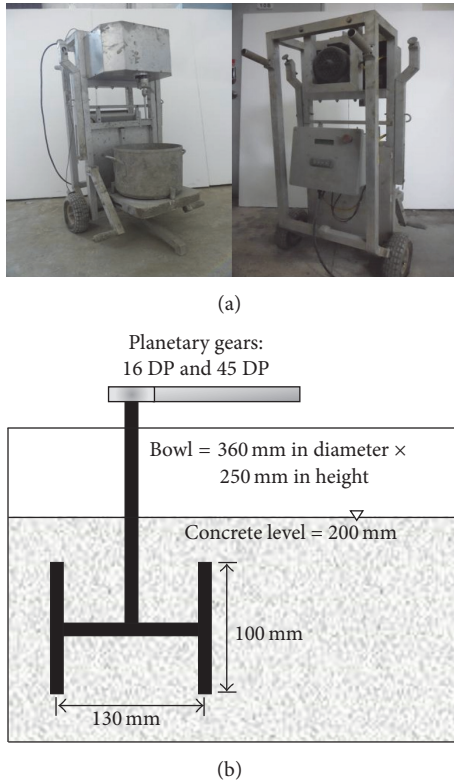 (a)
Planetary gears:
16 DP and 45 DP
Bowl = 360 mm in diameter ×
250 mm in height
Concrete level = 200 mm
100 mm
130 mm
(b)